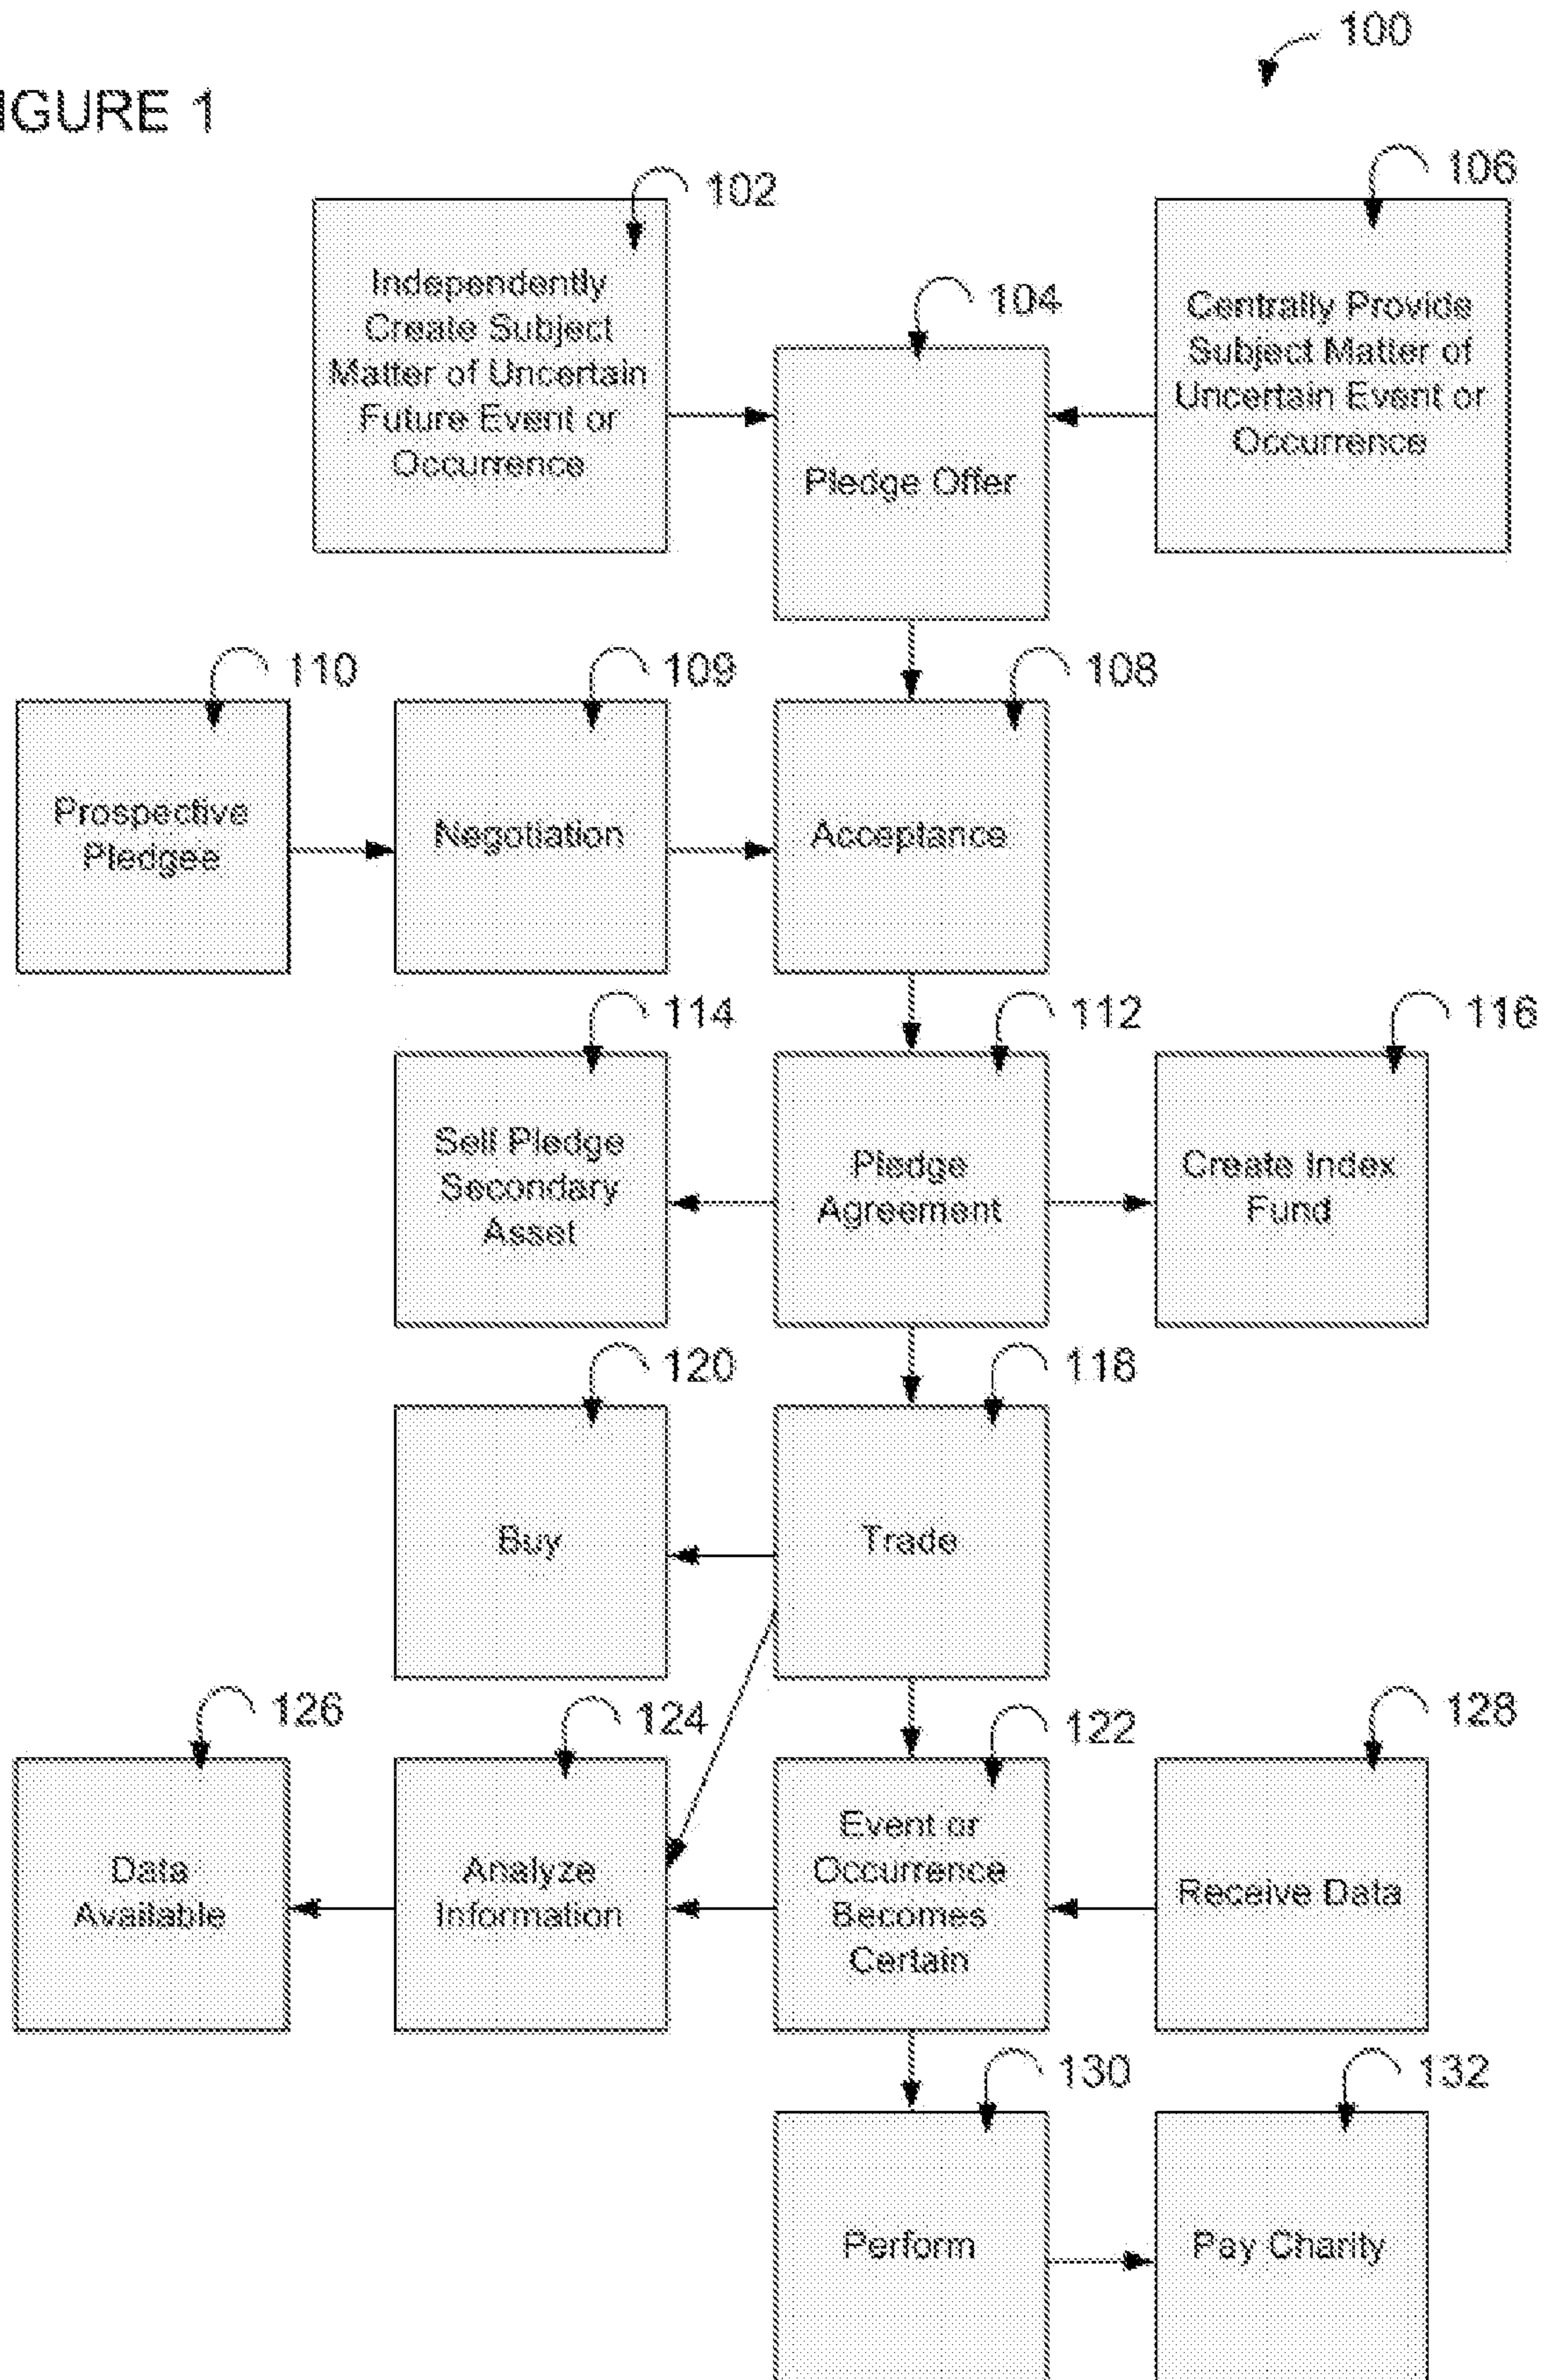 100
IGURE 1
102
106
Independently
Create Subject
Matter of Uncertain
Future Event or
Occurrence
104
Pledge Offer
Centrally Provide
Subject Matter of
Uncertain Event or
Occurrence
110
109
108
Prospective
Pledgee
Negotiation
Acceptance
114
112
116
Sell Pledge
Secondary
Asset
Pledge
Agreement
Create Index
Fund
120
118
Buy
Trade
126
124
122
128
Data
Available
Analyze
Information
Event or
Occurrence
Becomes
Certain
Receive Data
130
132
Perform
Pay Charity